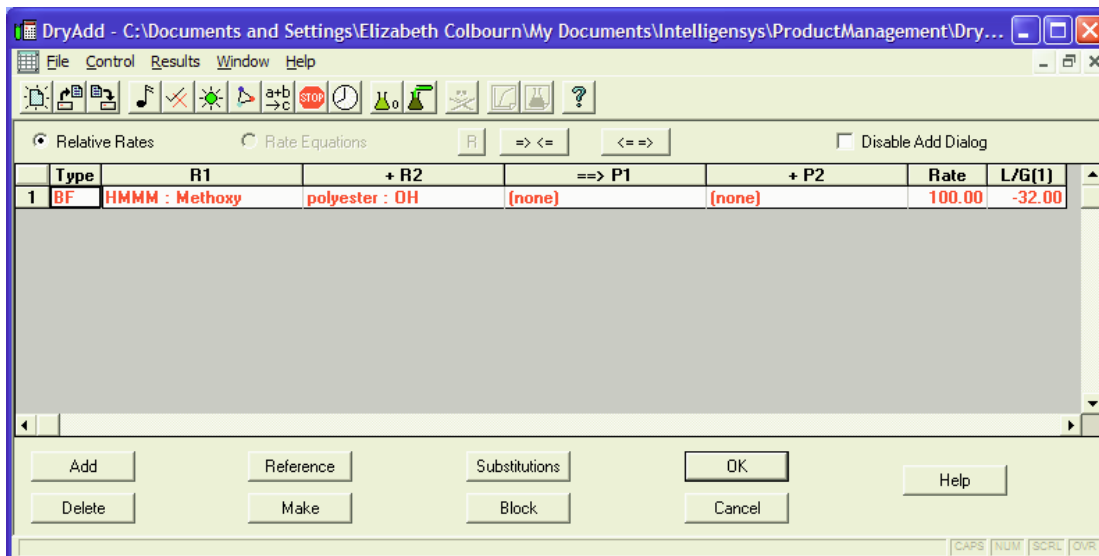 DryAdd - C:\Documents and Settings\Elizabeth Colbourn\My Documents\Intelligensys\ProductManagement\Dry...
File Control Results Window Help
a+b →c STOP ?
Relative Rates Rate Equations R => <= <= => Disable Add Dialog
Type R1 + R2 ==> P1 + P2 Rate L/G(1)
1 BF HMMM : Methoxy polyester : OH (none) (none) 100.00 -32.00
Add Reference Substitutions OK Help
Delete Make Block Cancel
CAPS NUM SCRL OVR